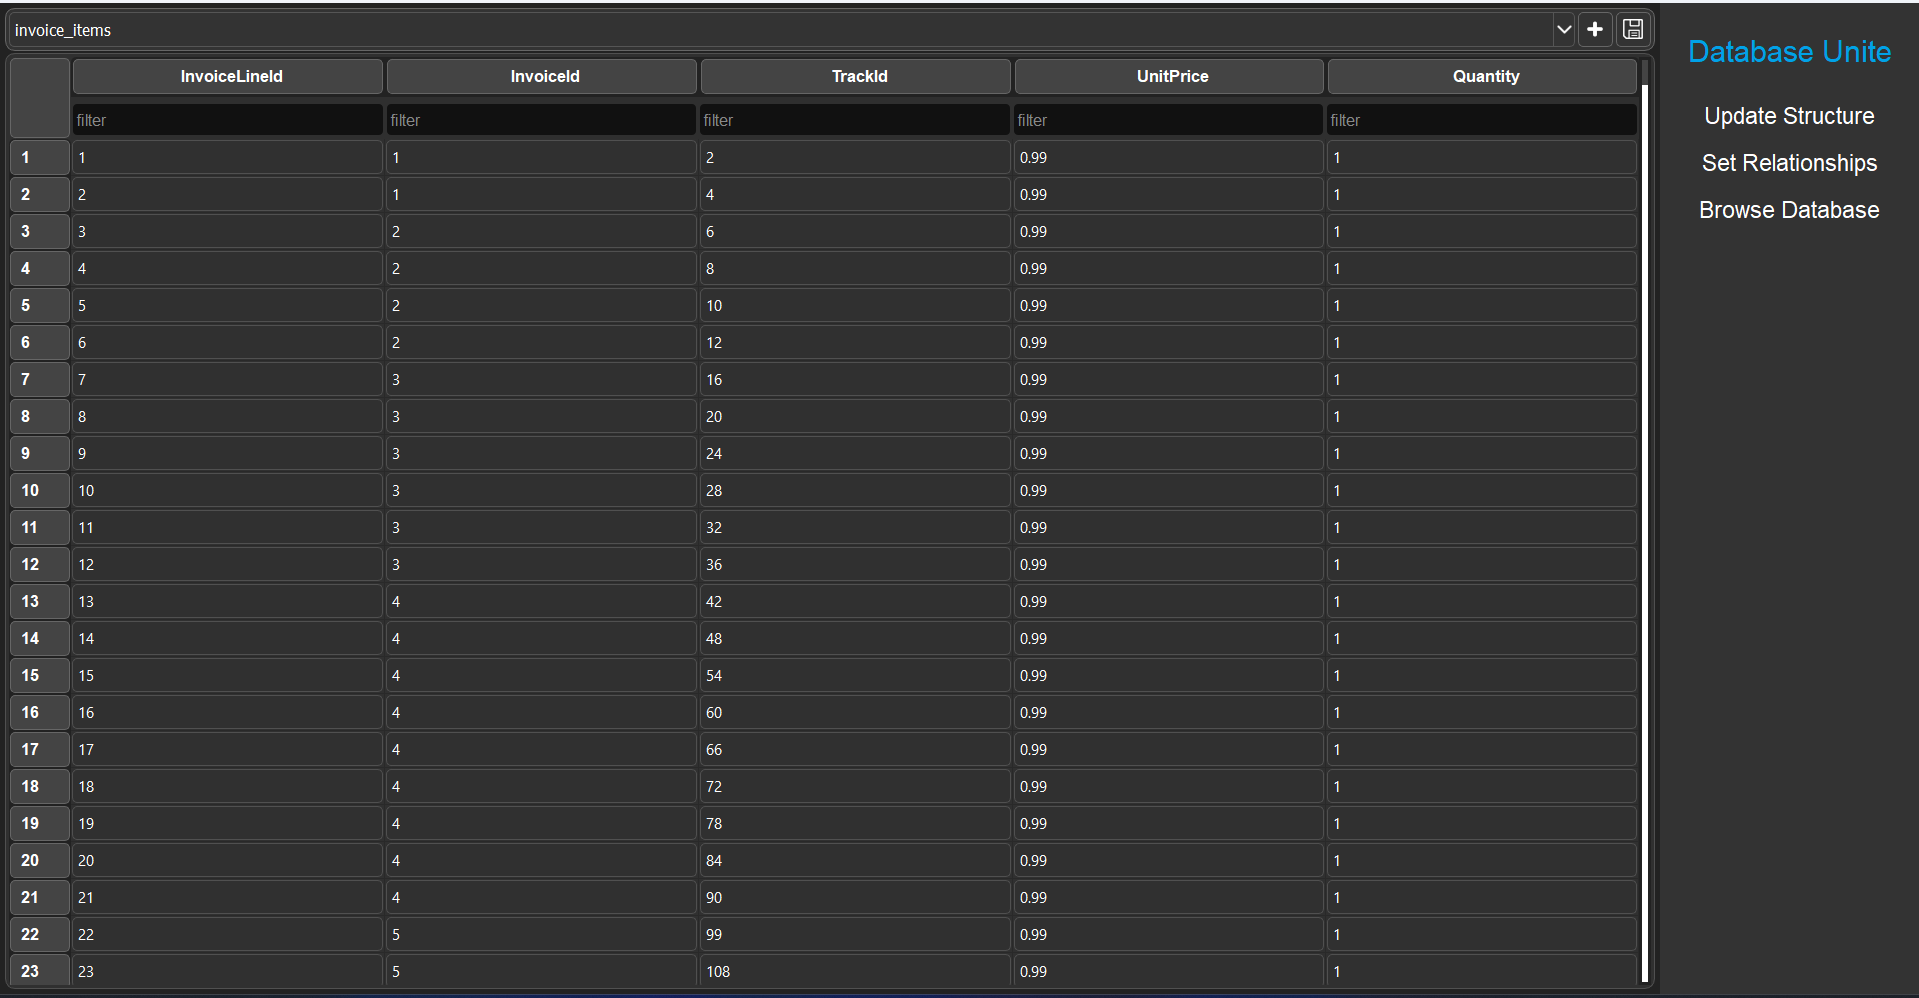 invoice_items
Database Unite
Update Structure
Set Relationships
Browse Database
InvoiceLineId InvoiceId TrackId UnitPrice Quantity
filter filter filter filter filter
1 1 1 2 0.99 1
2 2 1 4 0.99 1
3 3 2 6 0.99 1
4 4 2 8 0.99 1
5 5 2 10 0.99 1
6 6 2 12 0.99 1
7 7 3 16 0.99 1
8 8 3 20 0.99 1
9 9 3 24 0.99 1
10 10 3 28 0.99 1
11 11 3 32 0.99 1
12 12 3 36 0.99 1
13 13 4 42 0.99 1
14 14 4 48 0.99 1
15 15 4 54 0.99 1
16 16 4 60 0.99 1
17 17 4 66 0.99 1
18 18 4 72 0.99 1
19 19 4 78 0.99 1
20 20 4 84 0.99 1
21 21 4 90 0.99 1
22 22 5 99 0.99 1
23 23 5 108 0.99 1